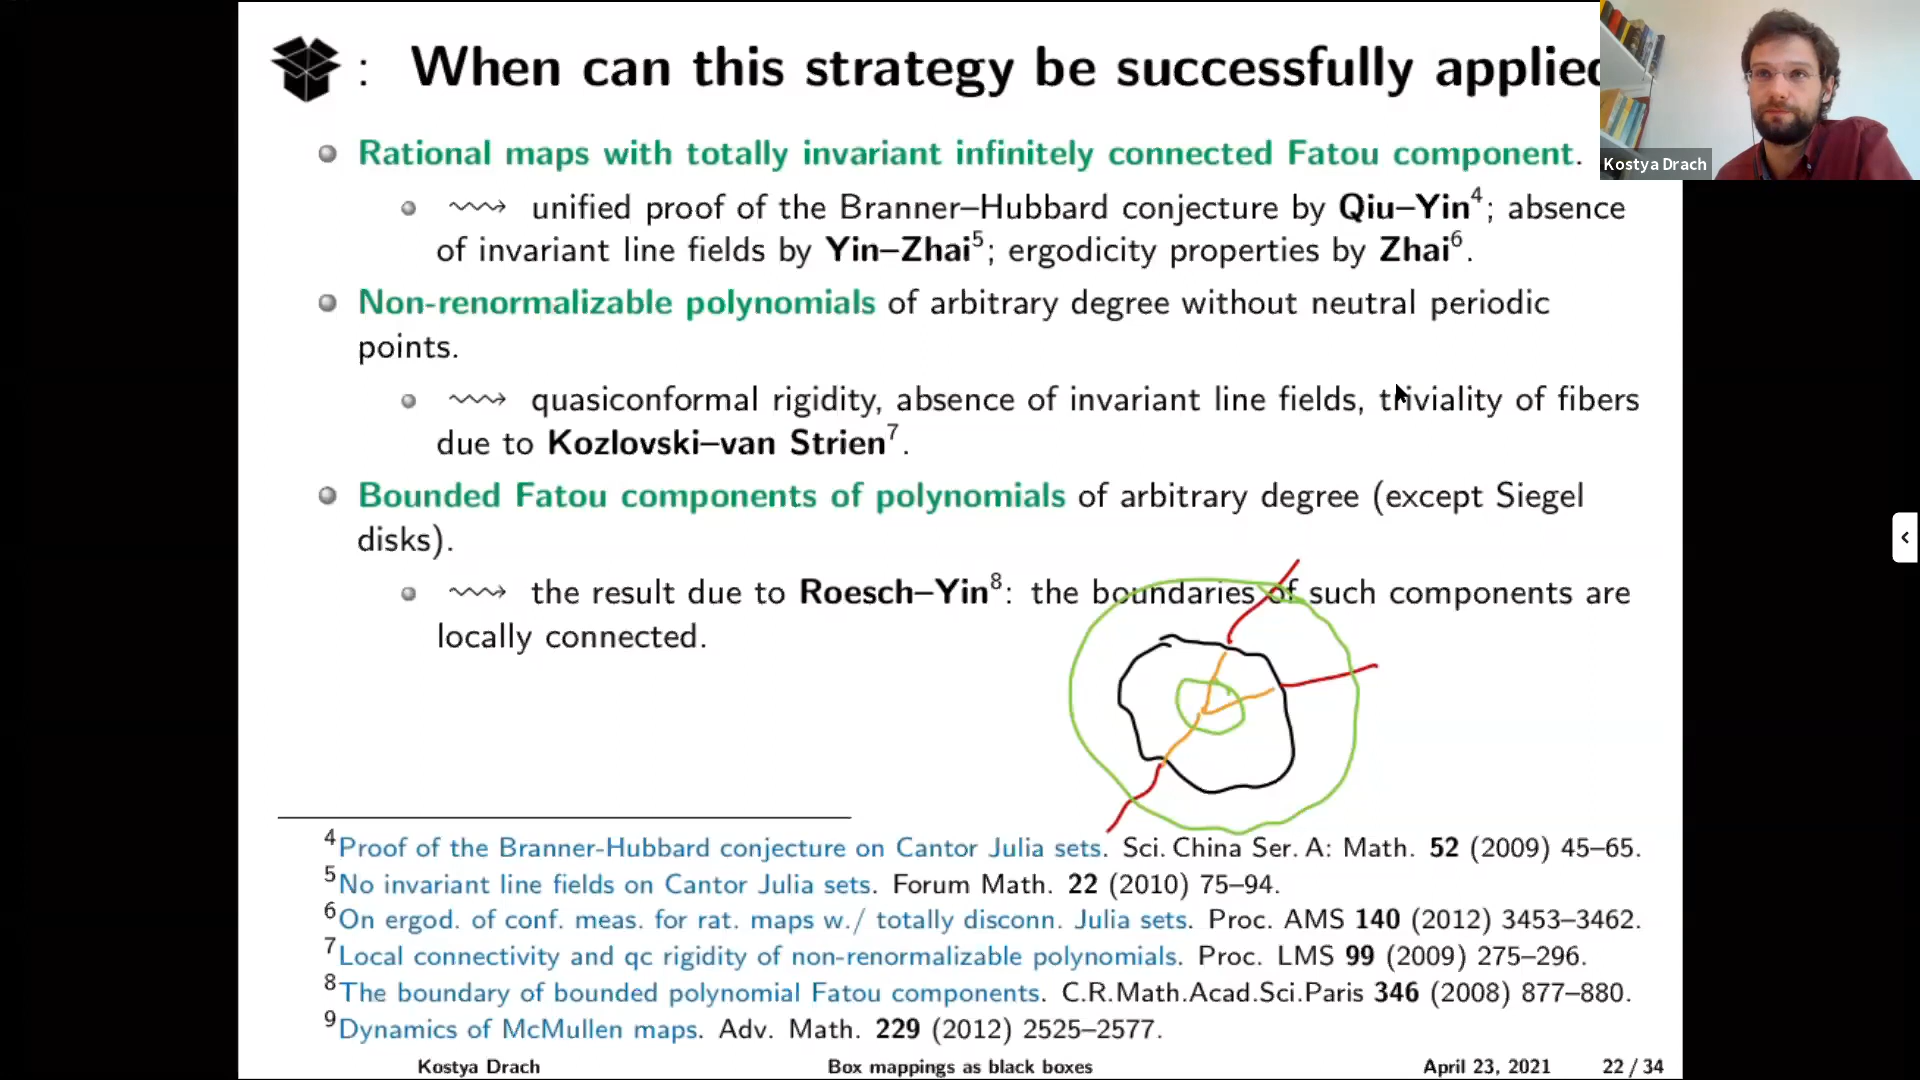 : When can this strategy be successfully applied
Kostya Drach
Rational maps with totally invariant infinitely connected Fatou component.
⇝ unified proof of the Branner–Hubbard conjecture by Qiu–Yin⁴; absence
of invariant line fields by Yin–Zhai⁵; ergodicity properties by Zhai⁶.
Non-renormalizable polynomials of arbitrary degree without neutral periodic
points.
⇝ quasiconformal rigidity, absence of invariant line fields, triviality of fibers
due to Kozlovski–van Strien⁷.
Bounded Fatou components of polynomials of arbitrary degree (except Siegel
disks).
⇝ the result due to Roesch–Yin⁸: the boundaries of such components are
locally connected.
⁴Proof of the Branner-Hubbard conjecture on Cantor Julia sets. Sci. China Ser. A: Math. 52 (2009) 45–65.
⁵No invariant line fields on Cantor Julia sets. Forum Math. 22 (2010) 75–94.
⁶On ergod. of conf. meas. for rat. maps w./ totally disconn. Julia sets. Proc. AMS 140 (2012) 3453–3462.
⁷Local connectivity and qc rigidity of non-renormalizable polynomials. Proc. LMS 99 (2009) 275–296.
⁸The boundary of bounded polynomial Fatou components. C.R.Math.Acad.Sci.Paris 346 (2008) 877–880.
⁹Dynamics of McMullen maps. Adv. Math. 229 (2012) 2525–2577.
Kostya Drach Box mappings as black boxes April 23, 2021 22 / 34